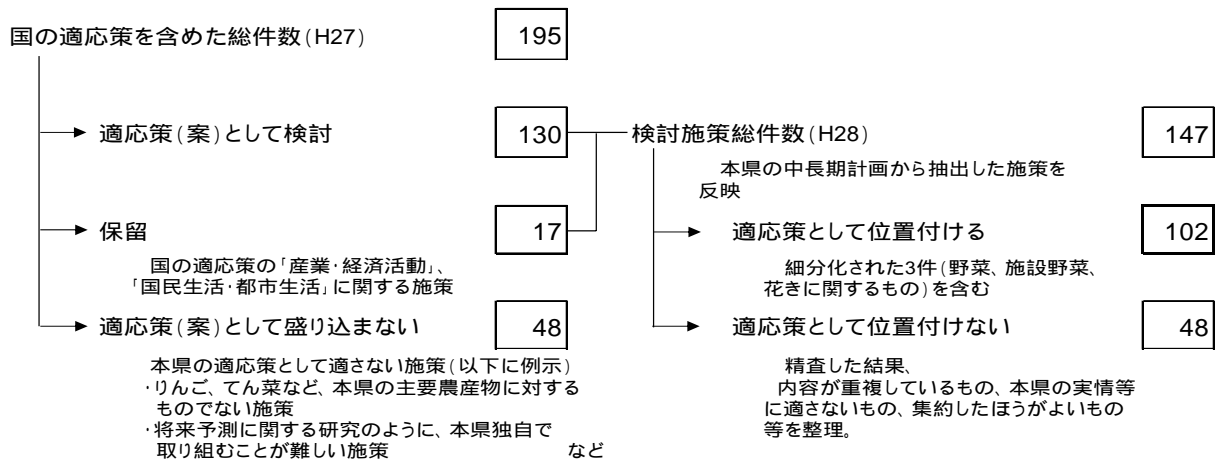 国の適応策を含めた総件数(H27) 195
適応策(案)として検討 130
保留 17
国の適応策の「産業・経済活動」、
「国民生活・都市生活」に関する施策
適応策(案)として盛り込まない 48
本県の適応策として適さない施策(以下に例示)
・りんご、てん菜など、本県の主要農産物に対する
ものでない施策
・将来予測に関する研究のように、本県独自で
取り組むことが難しい施策 など
検討施策総件数(H28) 147
本県の中長期計画から抽出した施策を
反映
適応策として位置付ける 102
細分化された3件(野菜、施設野菜、
花きに関するもの)を含む
適応策として位置付けない 48
精査した結果、
内容が重複しているもの、本県の実情等
に適さないもの、集約したほうがよいもの
等を整理。